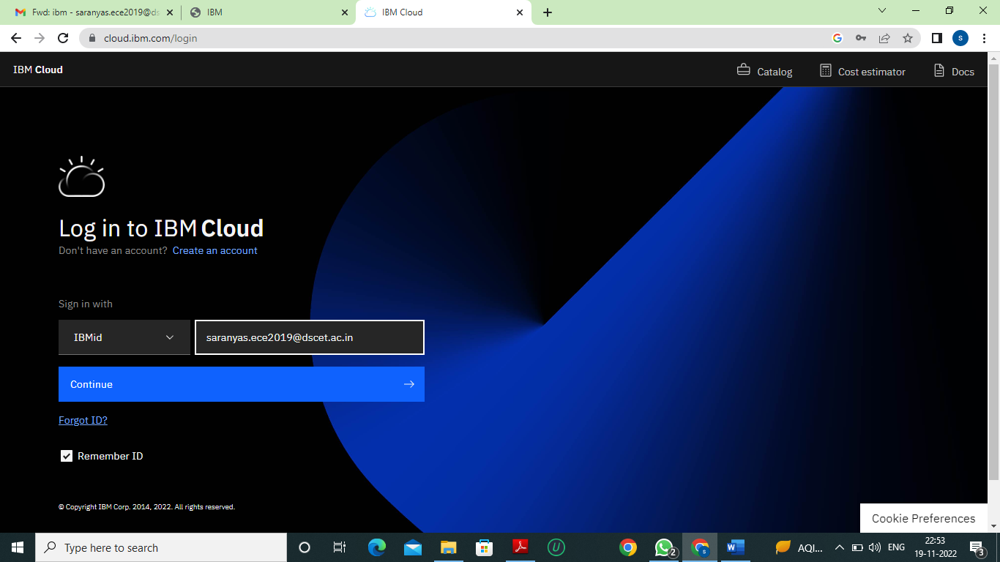 Fwd: ibm - saranyas.ece2019@ds
IBM
IBM Cloud
cloud.ibm.com/login
s
IBM Cloud
Catalog
Cost estimator
Docs
Log in to IBM Cloud
Don't have an account? Create an account
Sign in with
IBMid
saranyas.ece2019@dscet.ac.in
Continue
Forgot ID?
Remember ID
© Copyright IBM Corp. 2014, 2022. All rights reserved.
Cookie Preferences
Type here to search
U
2
s
W
AQI...
ENG
22:53
19-11-2022
3